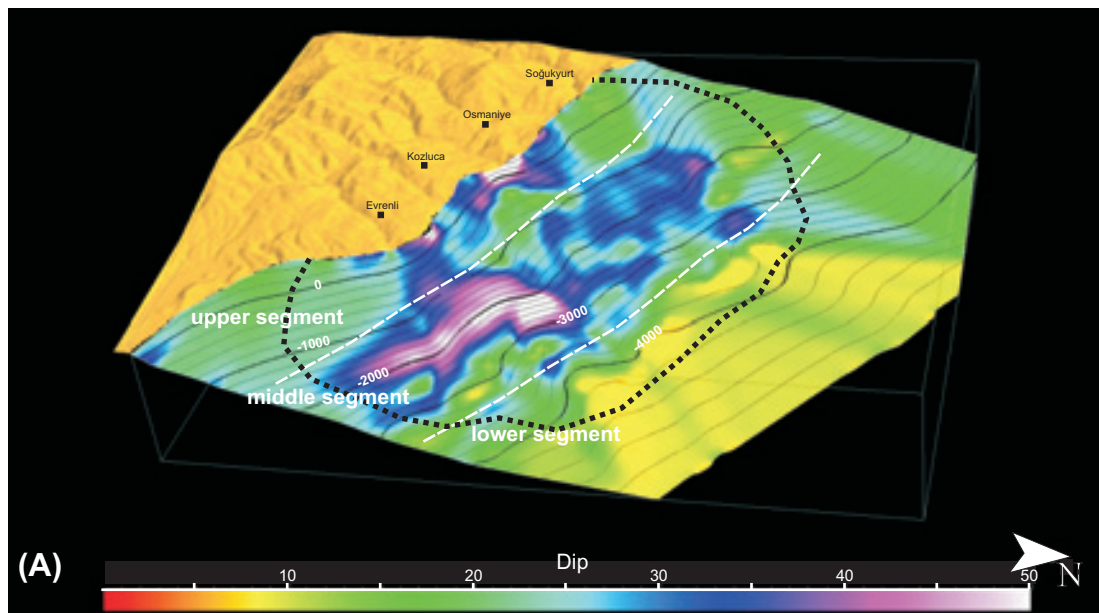 Soğukyurt
Osmaniye
Kozluca
Evrenli
0
upper segment
-1000
-3000
-4000
-2000
middle segment
lower segment
(A)
Dip
N
10 20 30 40 50